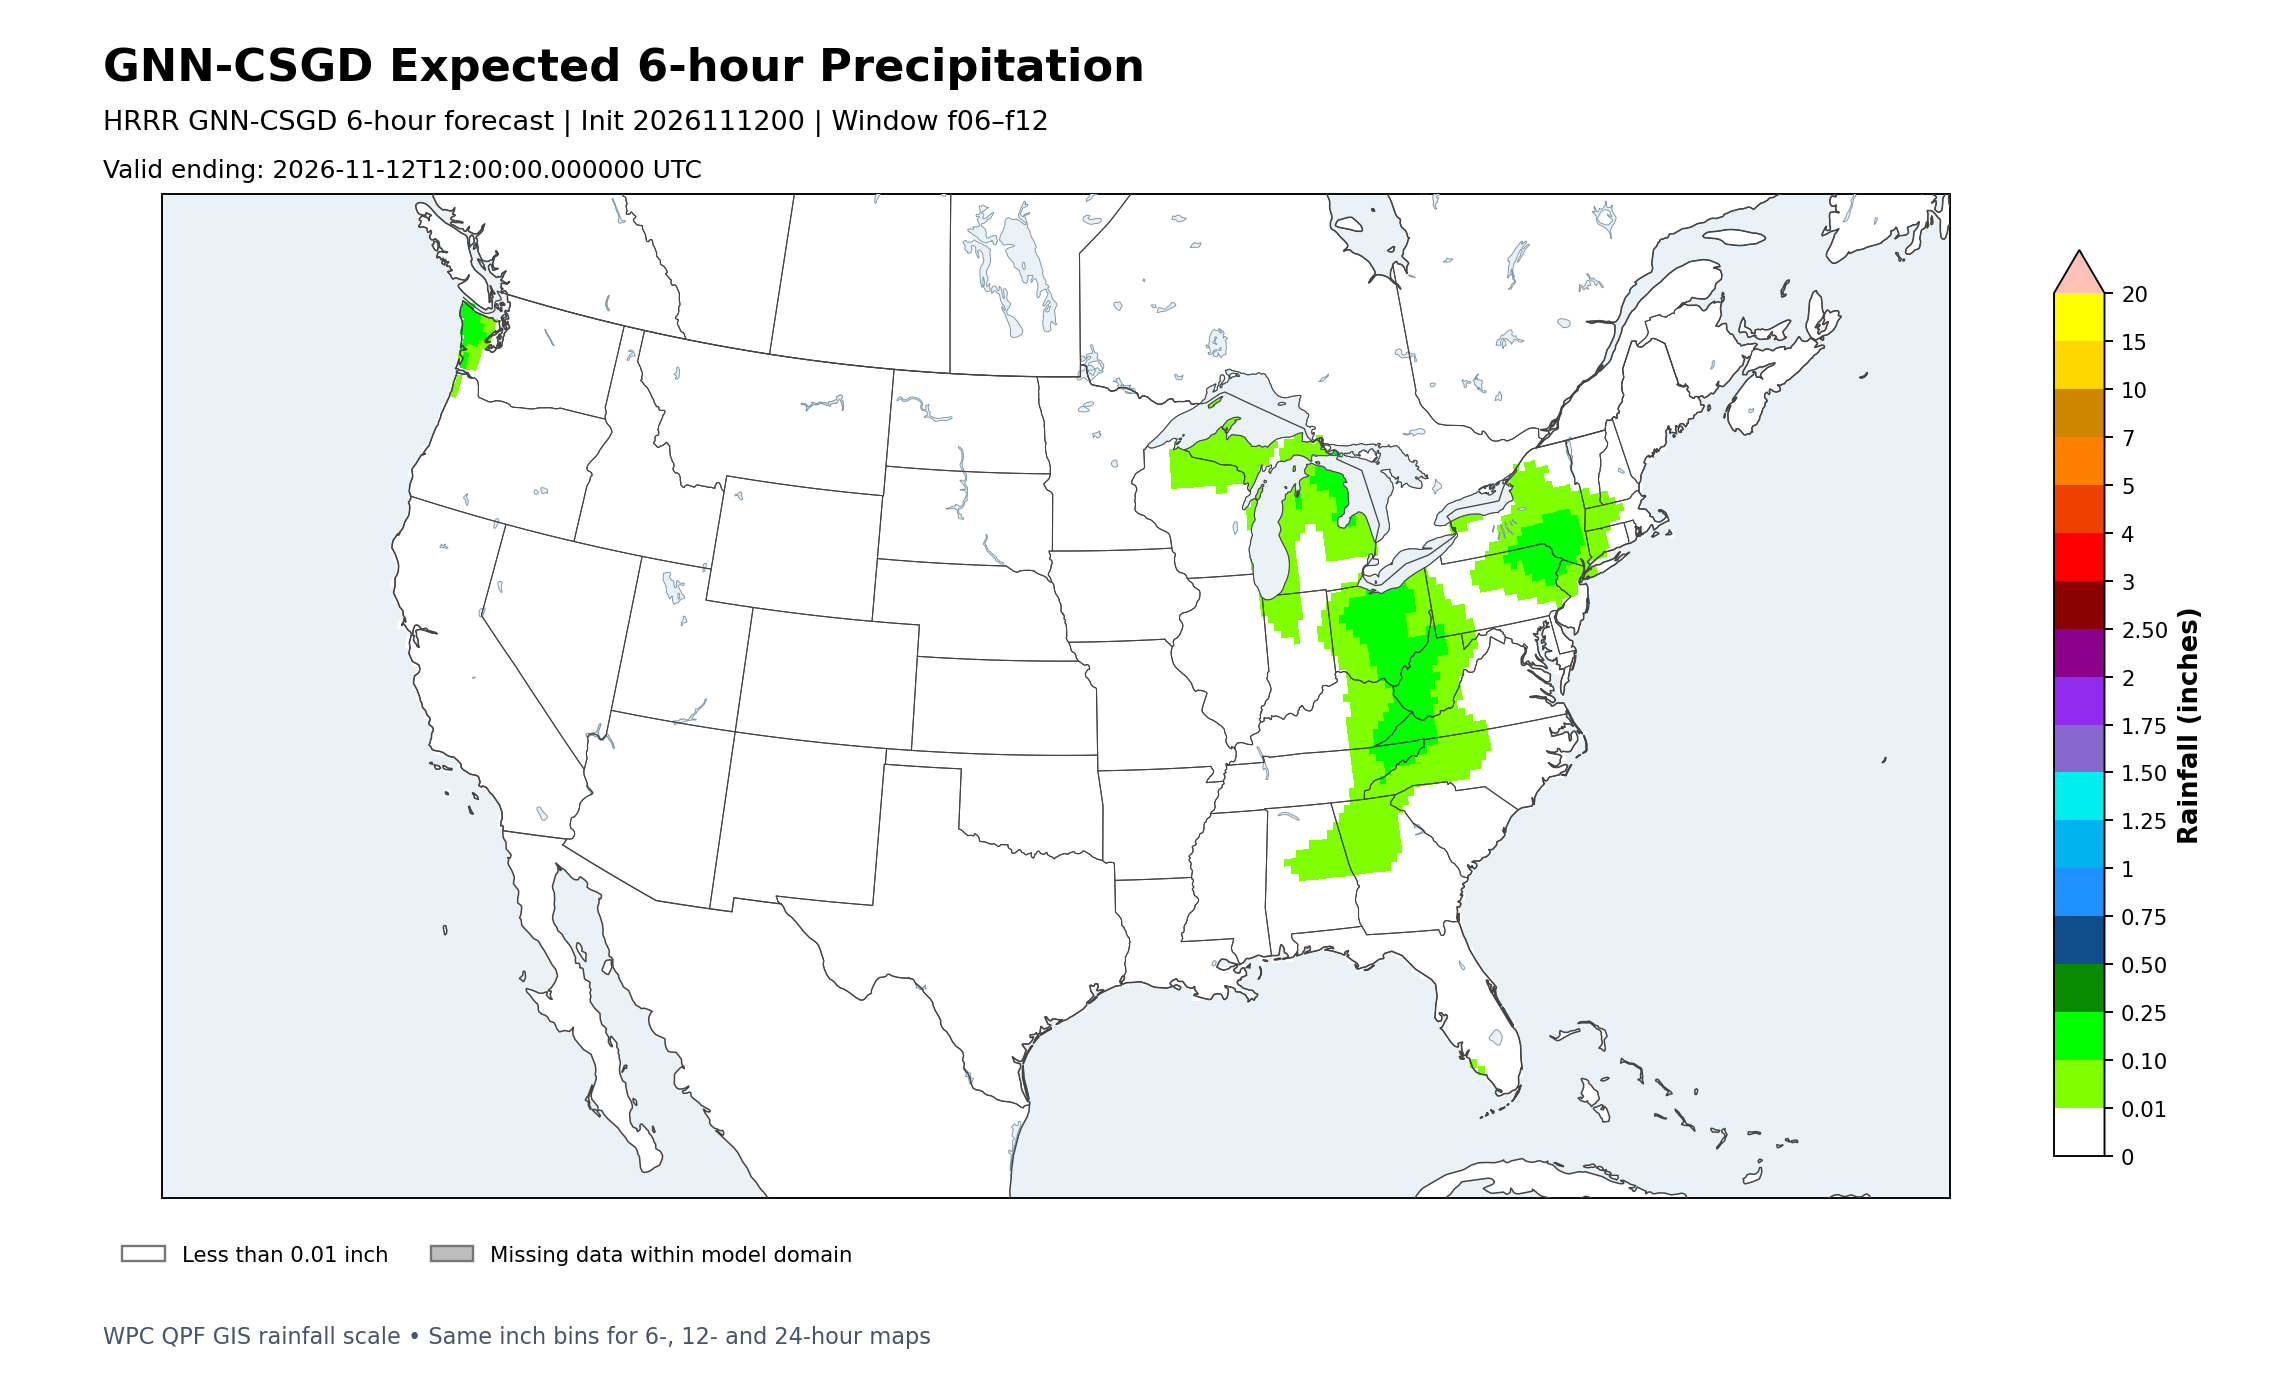 GNN-CSGD Expected 6-hour Precipitation
HRRR GNN-CSGD 6-hour forecast | Init 2026111200 | Window f06–f12
Valid ending: 2026-11-12T12:00:00.000000 UTC
20
15
10
7
5
4
3
2.50
2
1.75
1.50
1.25
1
0.75
0.50
0.25
0.10
0.01
0
Rainfall (inches)
Less than 0.01 inch
Missing data within model domain
WPC QPF GIS rainfall scale • Same inch bins for 6-, 12- and 24-hour maps